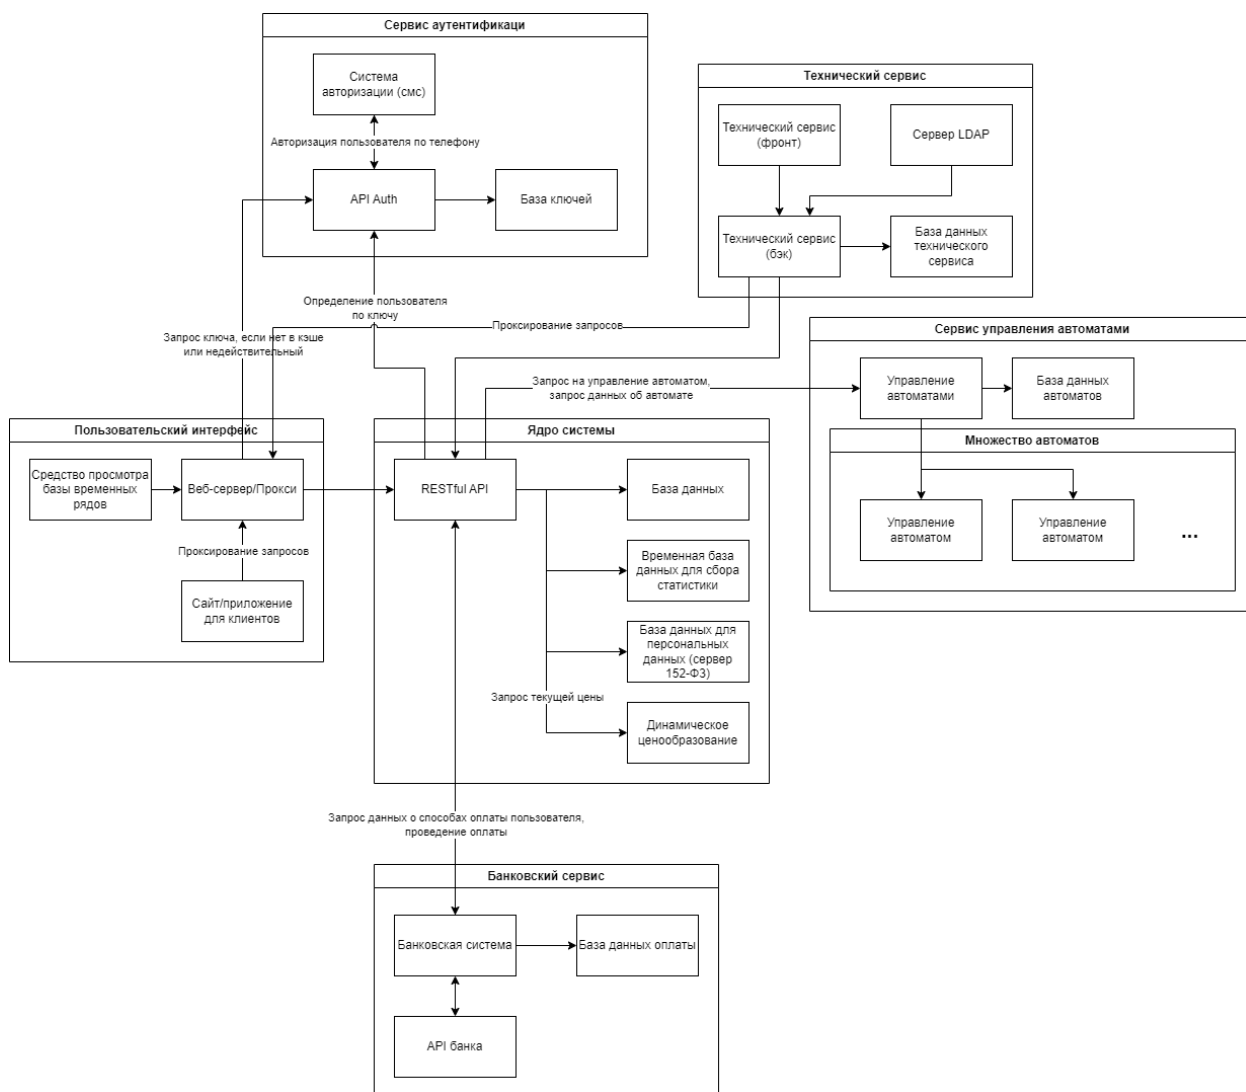 Сервис аутентификаци
Система
авторизации (смс)
Авторизация пользователя по телефону
API Auth
База ключей
Технический сервис
Технический сервис
(фронт)
Сервер LDAP
Технический сервис
(бэк)
База данных
технического
сервиса
Определение пользователя
по ключу
Проксирование запросов
Запрос ключа, если нет в кэше
или недействительный
Сервис управления автоматами
Управление
автоматами
База данных
автоматов
Запрос на управление автоматом,
запрос данных об автомате
Множество автоматов
Управление
автоматом
Управление
автоматом
...
Пользовательский интерфейс
Средство просмотра
базы временных
рядов
Веб-сервер/Прокси
Проксирование запросов
Сайт/приложение
для клиентов
Ядро системы
RESTful API
База данных
Временная база
данных для сбора
статистики
База данных для
персональных
данных (сервер
152-ФЗ)
Запрос текущей цены
Динамическое
ценообразование
Запрос данных о способах оплаты пользователя,
проведение оплаты
Банковский сервис
Банковская система
База данных оплаты
API банка